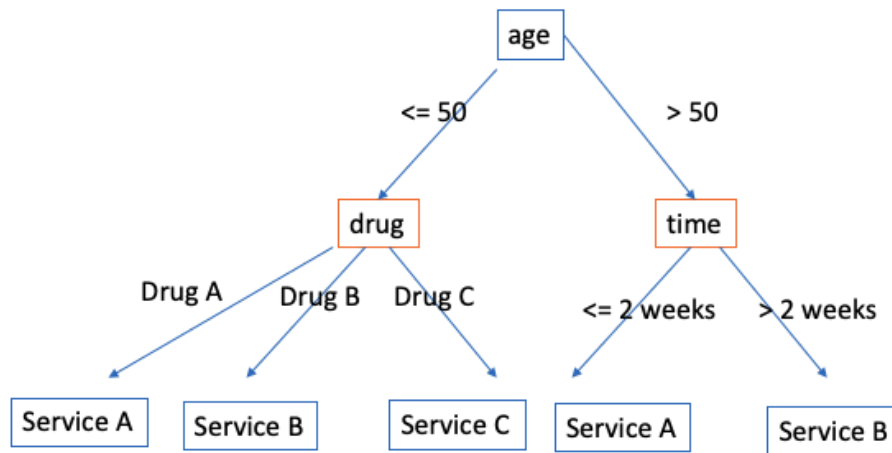 age
<= 50
> 50
drug
time
Drug A
Drug B
Drug C
<= 2 weeks
> 2 weeks
Service A
Service B
Service C
Service A
Service B